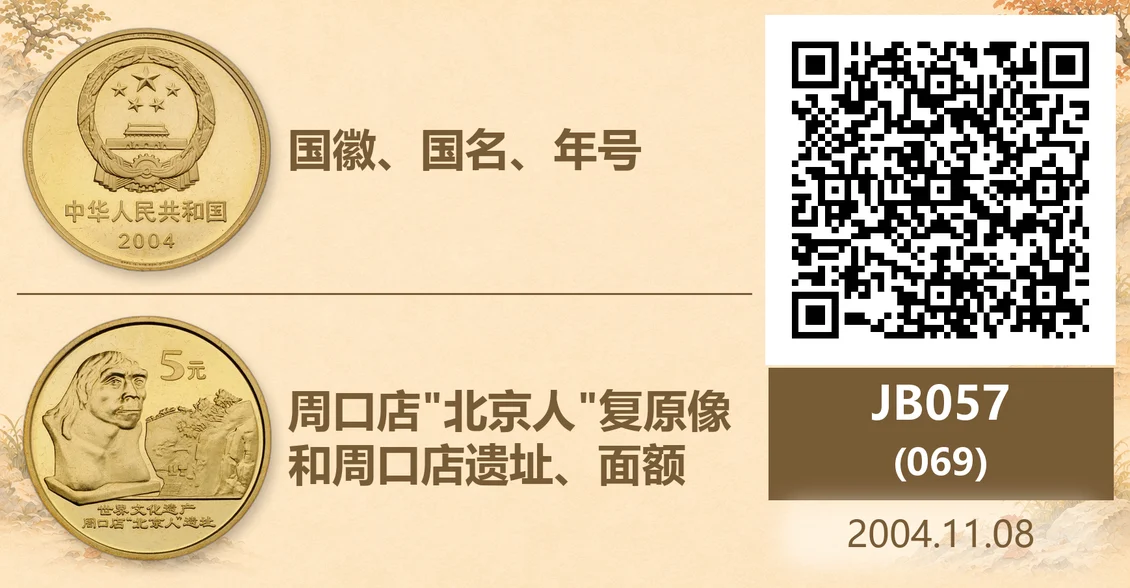 中华人民共和国
2004
国徽、国名、年号
5元
世界文化遗产
周口店“北京人”遗址
周口店"北京人"复原像
和周口店遗址、面额
JB057
(069)
2004.11.08